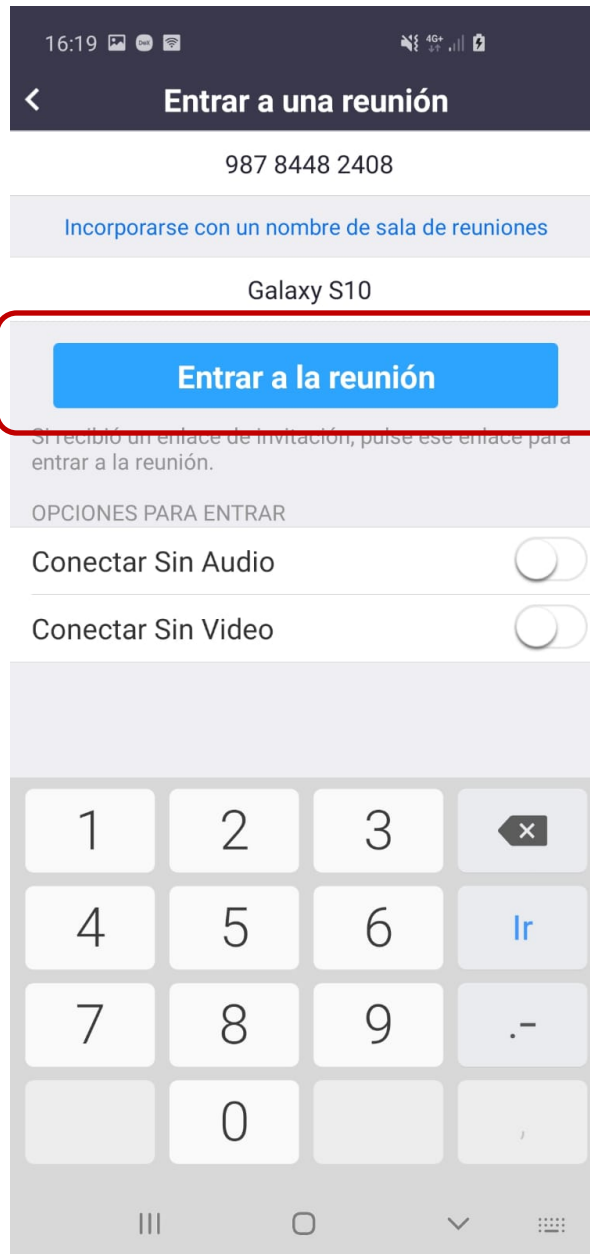 16:19
4G+
Entrar a una reunión
987 8448 2408
Incorporarse con un nombre de sala de reuniones
Galaxy S10
Entrar a la reunión
Si recibió un enlace de invitación, pulse ese enlace para
entrar a la reunión.
OPCIONES PARA ENTRAR
Conectar Sin Audio
Conectar Sin Video
1 2 3
4 5 6 Ir
7 8 9 .-
0 ,